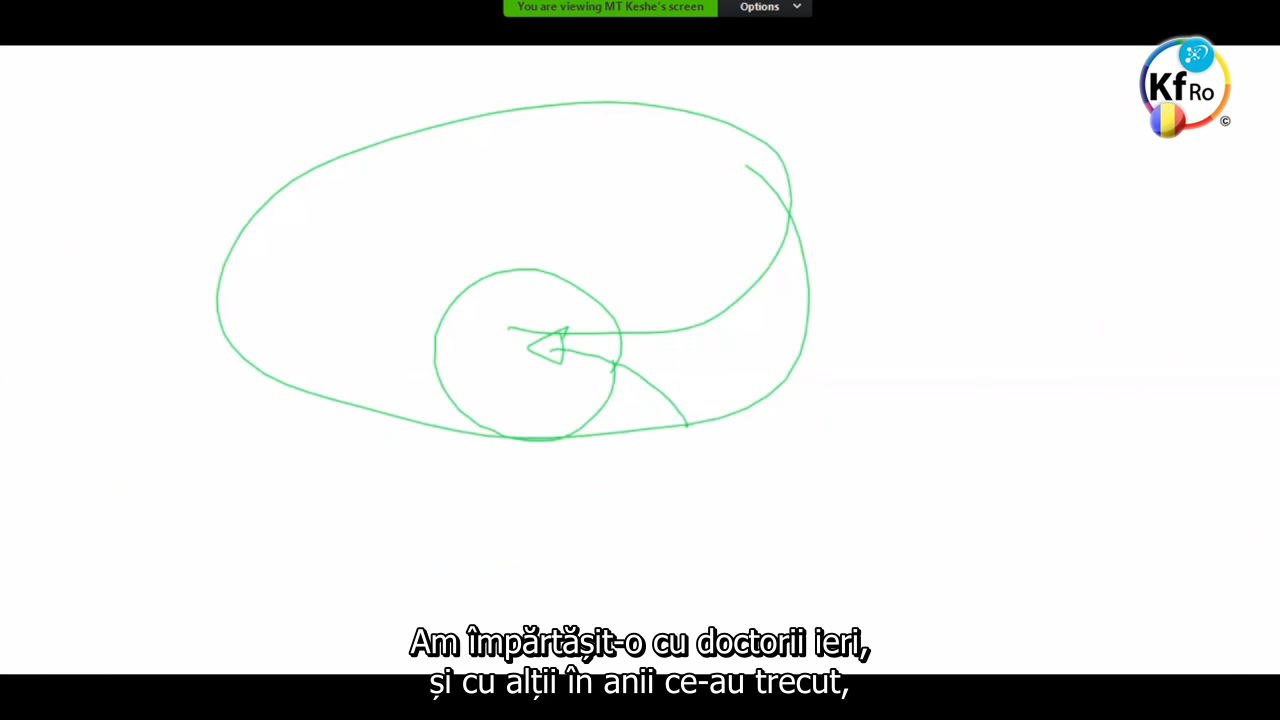 You are viewing MT Keshe's screen
Options
Kf Ro
©
Am împărtășit-o cu doctorii ieri,
și cu alții în anii ce-au trecut,